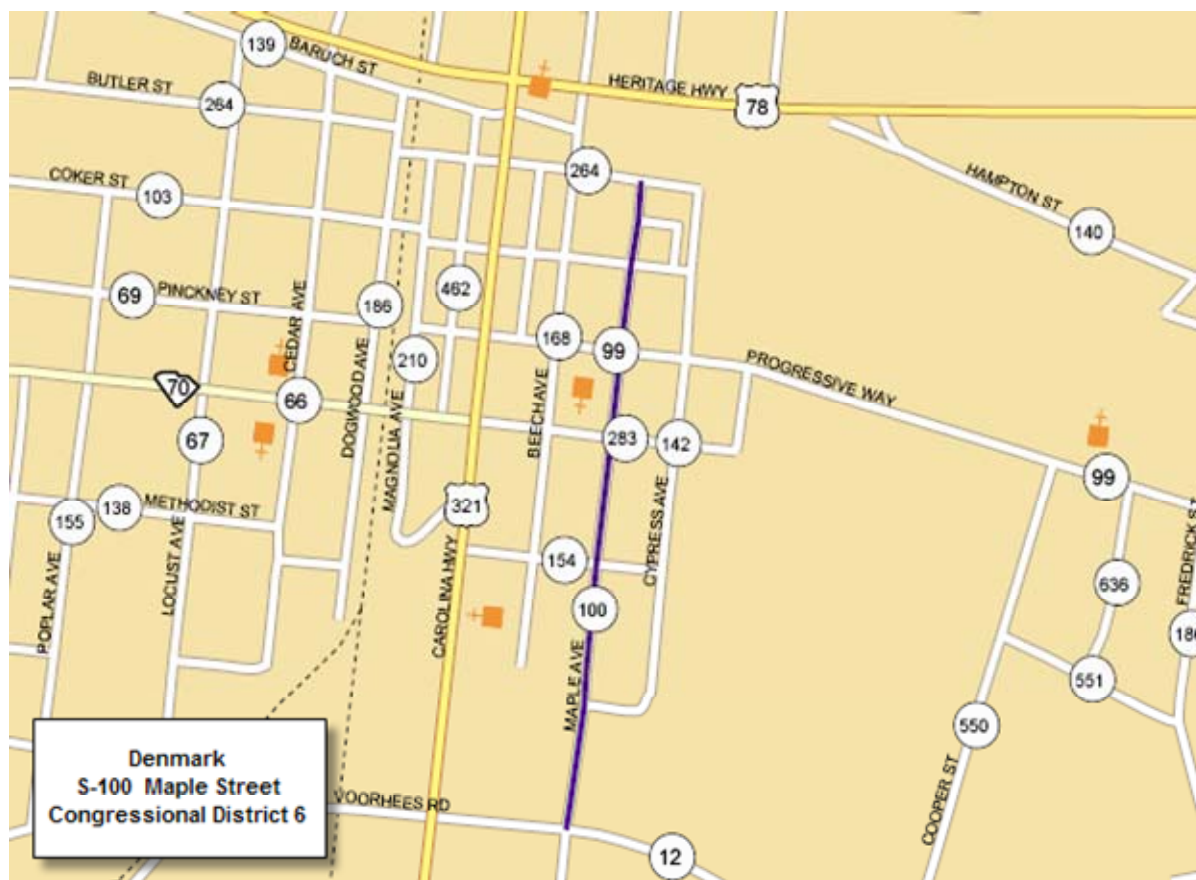 139
BARUCH ST
BUTLER ST
264
HERITAGE HWY
78
COKER ST
103
264
HAMPTON ST
140
69
PINCKNEY ST
CEDAR AVE
186
462
168
99
PROGRESSIVE WAY
70
66
DOGWOOD AVE
210
MAGNOLIA AVE
BEECH AVE
67
283
142
99
155
138
METHODIST ST
321
CYPRESS AVE
154
POPLAR AVE
LOCUST AVE
CAROLINA HWY
100
MAPLE AVE
636
FREDRICK ST
186
551
550
COOPER ST
Denmark
S-100 Maple Street
Congressional District 6
VOORHEES RD
12